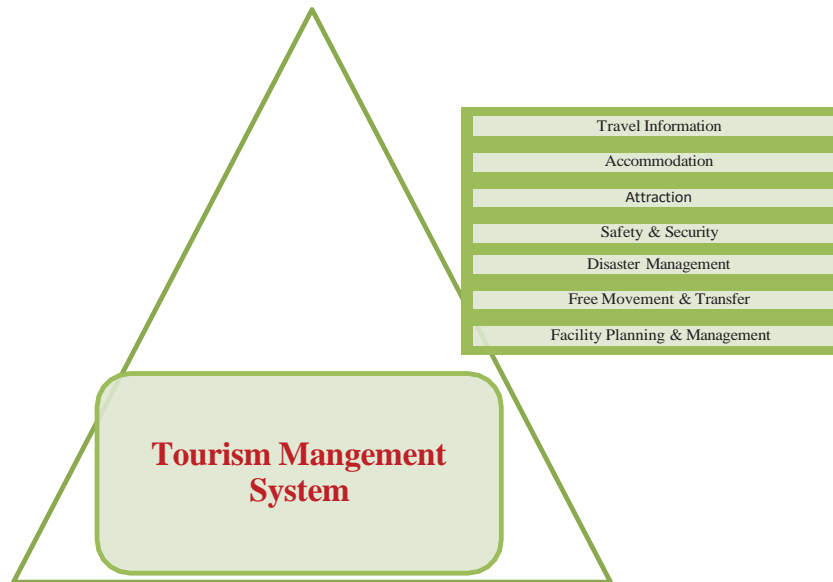 Travel Information
Accommodation
Attraction
Safety & Security
Disaster Management
Free Movement & Transfer
Facility Planning & Management
Tourism Mangement
System